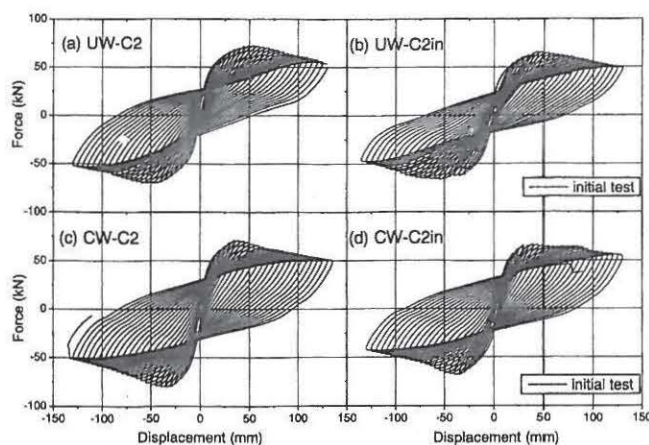 (a) UW-C2
(b) UW-C2in
100
50
0
-50
-100
Force (kN)
initial test
(c) CW-C2
(d) CW-C2in
50
0
-50
-100
Force (kN)
initial test
-150 -100 -50 0 50 100 150 -100 -50 0 50 100 150
Displacement (mm) Displacement (mm)